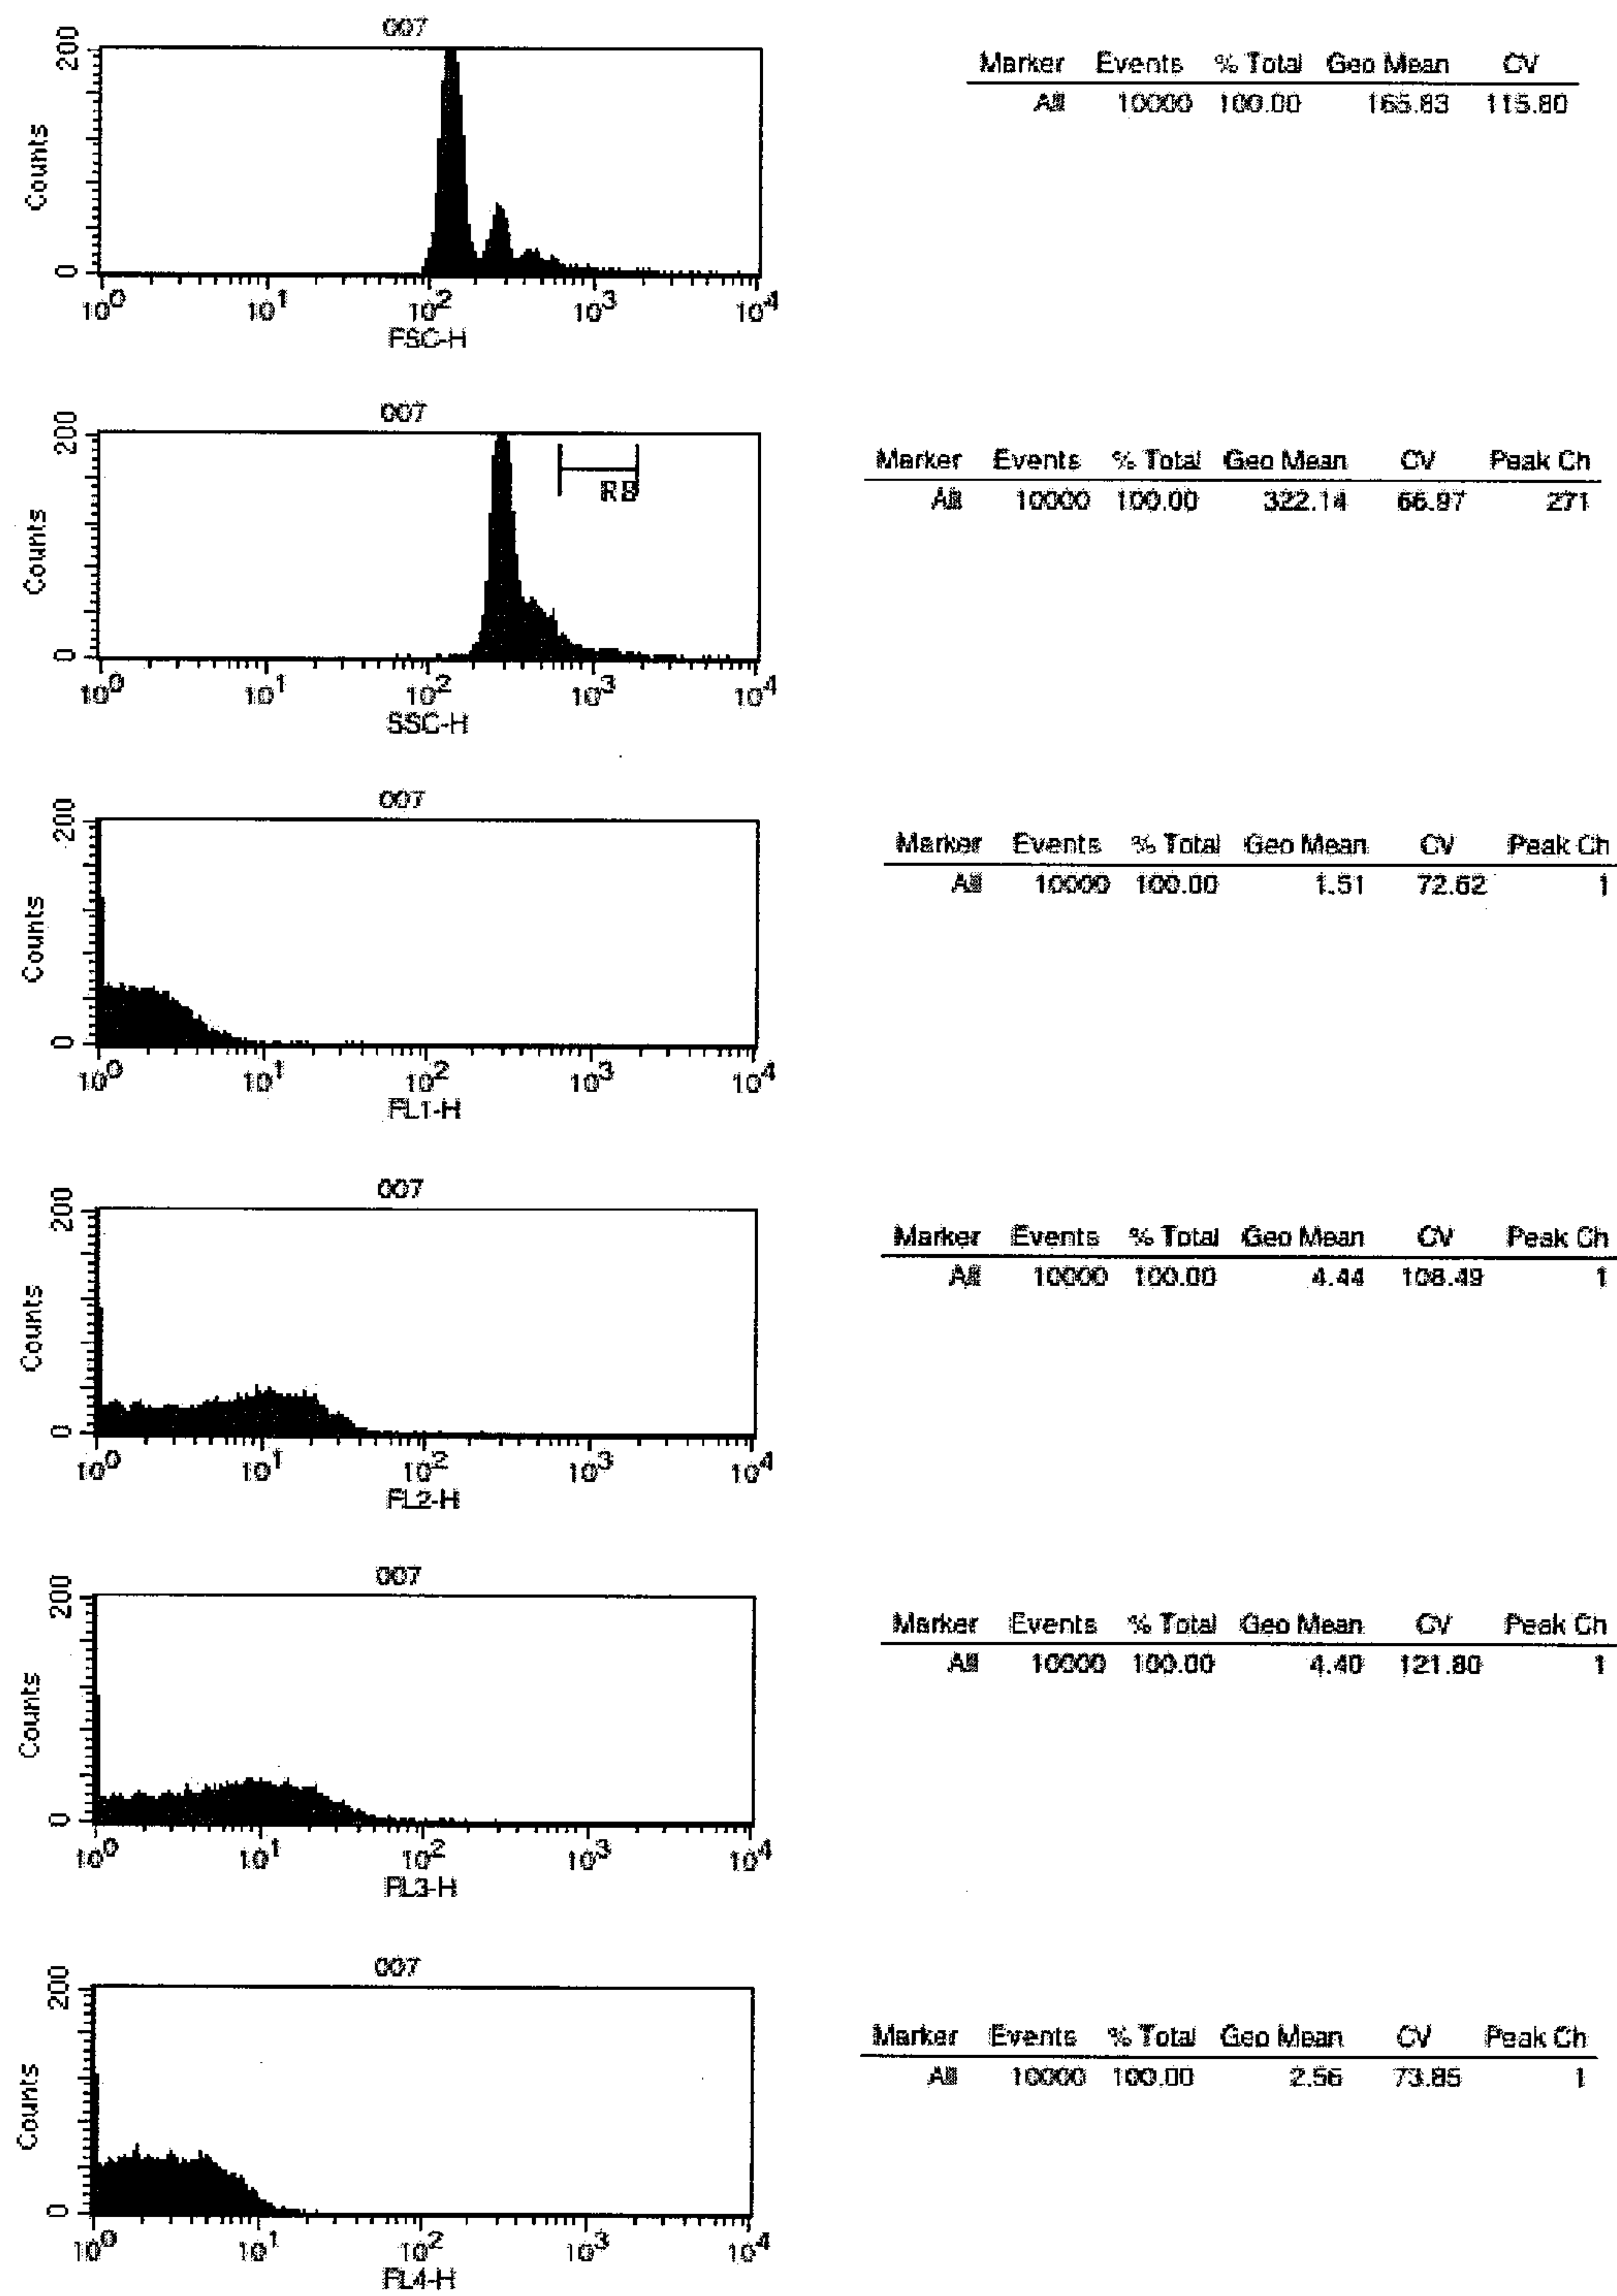 007
200
Counts
0
10^0 10^1 10^2 10^3 10^4
FSC-H
Marker Events % Total Geo Mean CV
All 10000 100.00 165.83 115.80
007
200
R8
Counts
0
10^0 10^1 10^2 10^3 10^4
SSC-H
Marker Events % Total Geo Mean CV Peak Ch
All 10000 100.00 322.14 66.97 271
007
200
Counts
0
10^0 10^1 10^2 10^3 10^4
FL1-H
Marker Events % Total Geo Mean CV Peak Ch
All 10000 100.00 1.51 72.62 1
007
200
Counts
0
10^0 10^1 10^2 10^3 10^4
FL2-H
Marker Events % Total Geo Mean CV Peak Ch
All 10000 100.00 4.44 108.49 1
007
200
Counts
0
10^0 10^1 10^2 10^3 10^4
FL3-H
Marker Events % Total Geo Mean CV Peak Ch
All 10000 100.00 4.40 121.80 1
007
200
Counts
0
10^0 10^1 10^2 10^3 10^4
FL4-H
Marker Events % Total Geo Mean CV Peak Ch
All 10000 100.00 2.56 73.85 1